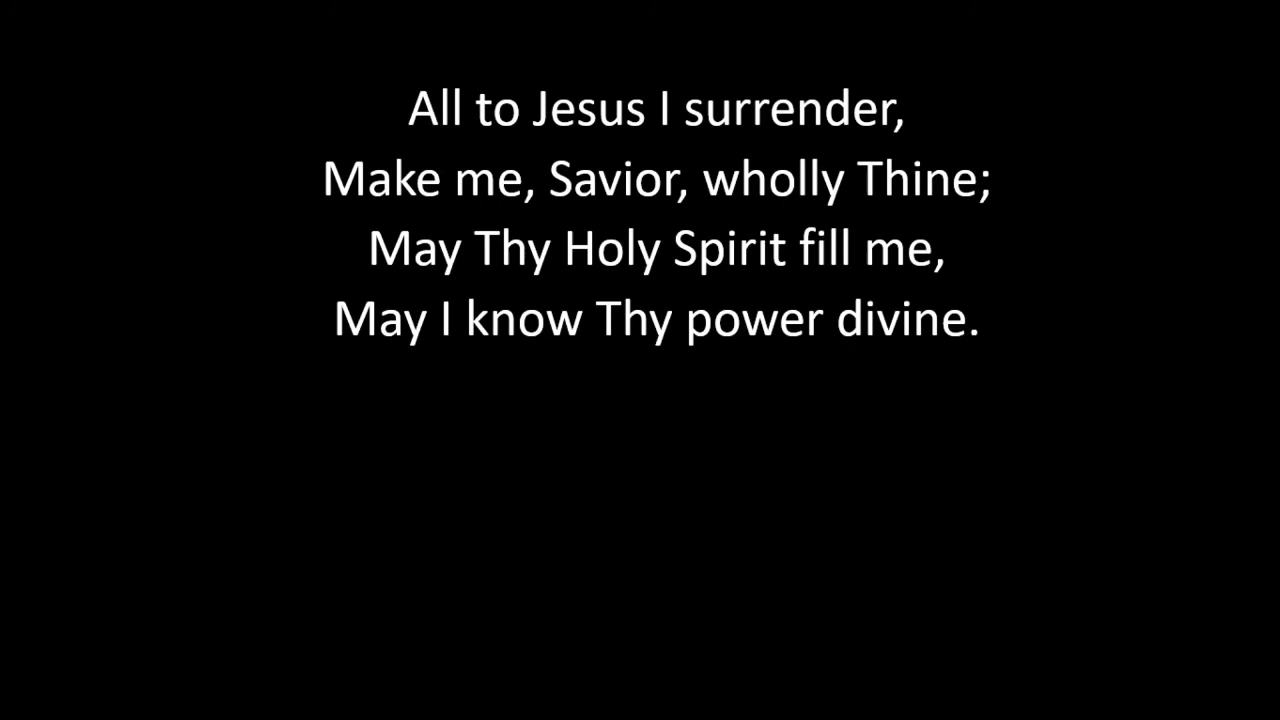 All to Jesus I surrender,
Make me, Savior, wholly Thine;
May Thy Holy Spirit fill me,
May I know Thy power divine.